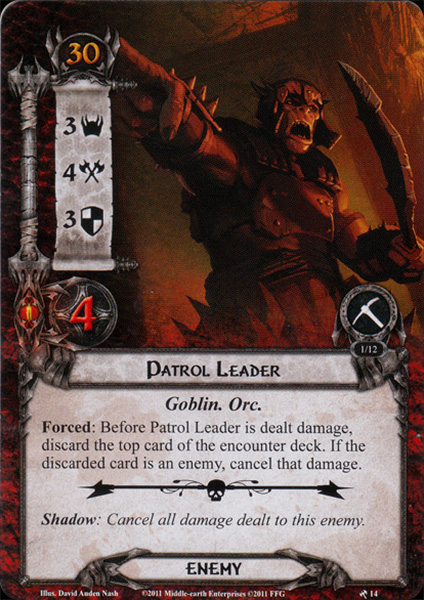 30
3
4
3
4
1/12
PATROL LEADER
Goblin. Orc.
Forced: Before Patrol Leader is dealt damage,
discard the top card of the encounter deck. If the
discarded card is an enemy, cancel that damage.
Shadow: Cancel all damage dealt to this enemy.
ENEMY
Illus. David Auden Nash ©2011 Middle-earth Enterprises ©2011 FFG 14